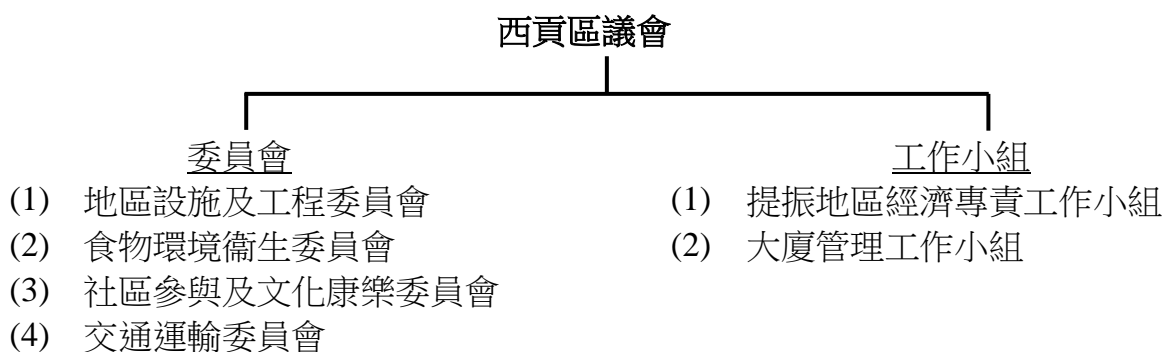 西貢區議會
委員會
(1) 地區設施及工程委員會
(2) 食物環境衞生委員會
(3) 社區參與及文化康樂委員會
(4) 交通運輸委員會
工作小組
(1) 提振地區經濟專責工作小組
(2) 大廈管理工作小組